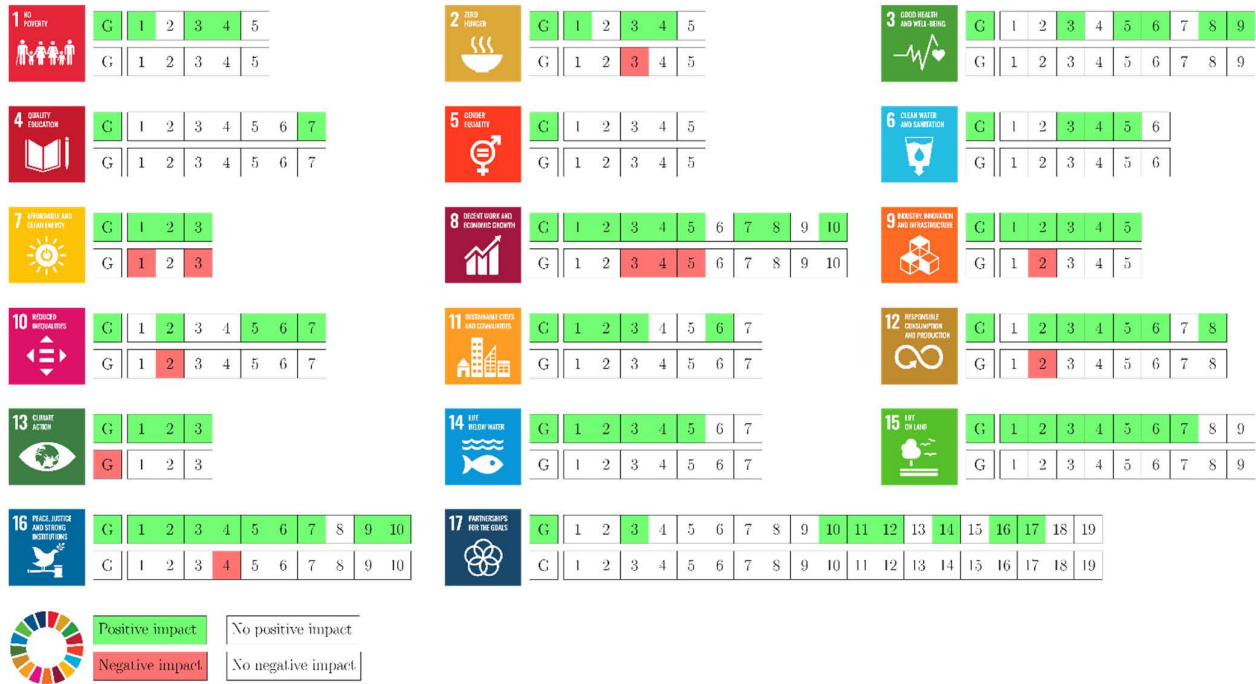 1 NO POVERTY
G 1 2 3 4 5
G 1 2 3 4 5
2 ZERO HUNGER
G 1 2 3 4 5
G 1 2 3 4 5
3 GOOD HEALTH AND WELL-BEING
G 1 2 3 4 5 6 7 8 9
G 1 2 3 4 5 6 7 8 9
4 QUALITY EDUCATION
G 1 2 3 4 5 6 7
G 1 2 3 4 5 6 7
5 GENDER EQUALITY
G 1 2 3 4 5
G 1 2 3 4 5
6 CLEAN WATER AND SANITATION
G 1 2 3 4 5 6
G 1 2 3 4 5 6
7 AFFORDABLE AND CLEAN ENERGY
G 1 2 3
G 1 2 3
8 DECENT WORK AND ECONOMIC GROWTH
G 1 2 3 4 5 6 7 8 9 10
G 1 2 3 4 5 6 7 8 9 10
9 INDUSTRY, INNOVATION AND INFRASTRUCTURE
G 1 2 3 4 5
G 1 2 3 4 5
10 REDUCED INEQUALITIES
G 1 2 3 4 5 6 7
G 1 2 3 4 5 6 7
11 SUSTAINABLE CITIES AND COMMUNITIES
G 1 2 3 4 5 6 7
G 1 2 3 4 5 6 7
12 RESPONSIBLE CONSUMPTION AND PRODUCTION
G 1 2 3 4 5 6 7 8
G 1 2 3 4 5 6 7 8
13 CLIMATE ACTION
G 1 2 3
G 1 2 3
14 LIFE BELOW WATER
G 1 2 3 4 5 6 7
G 1 2 3 4 5 6 7
15 LIFE ON LAND
G 1 2 3 4 5 6 7 8 9
G 1 2 3 4 5 6 7 8 9
16 PEACE, JUSTICE AND STRONG INSTITUTIONS
G 1 2 3 4 5 6 7 8 9 10
G 1 2 3 4 5 6 7 8 9 10
17 PARTNERSHIPS FOR THE GOALS
G 1 2 3 4 5 6 7 8 9 10 11 12 13 14 15 16 17 18 19
G 1 2 3 4 5 6 7 8 9 10 11 12 13 14 15 16 17 18 19
Positive impact
No positive impact
Negative impact
No negative impact